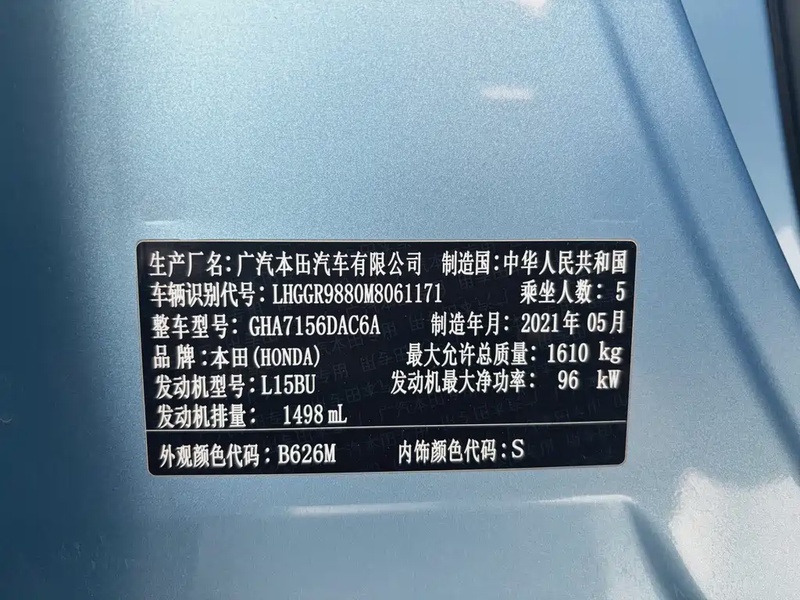 生产厂名：广汽本田汽车有限公司 制造国：中华人民共和国
车辆识别代号：LHGGR9880M8061171 乘坐人数：5
整车型号：GHA7156DAC6A 制造年月：2021年05月
品牌：本田(HONDA) 最大允许总质量：1610 kg
发动机型号：L15BU 发动机最大净功率：96 kW
发动机排量：1498mL
外观颜色代码：B626M 内饰颜色代码：S